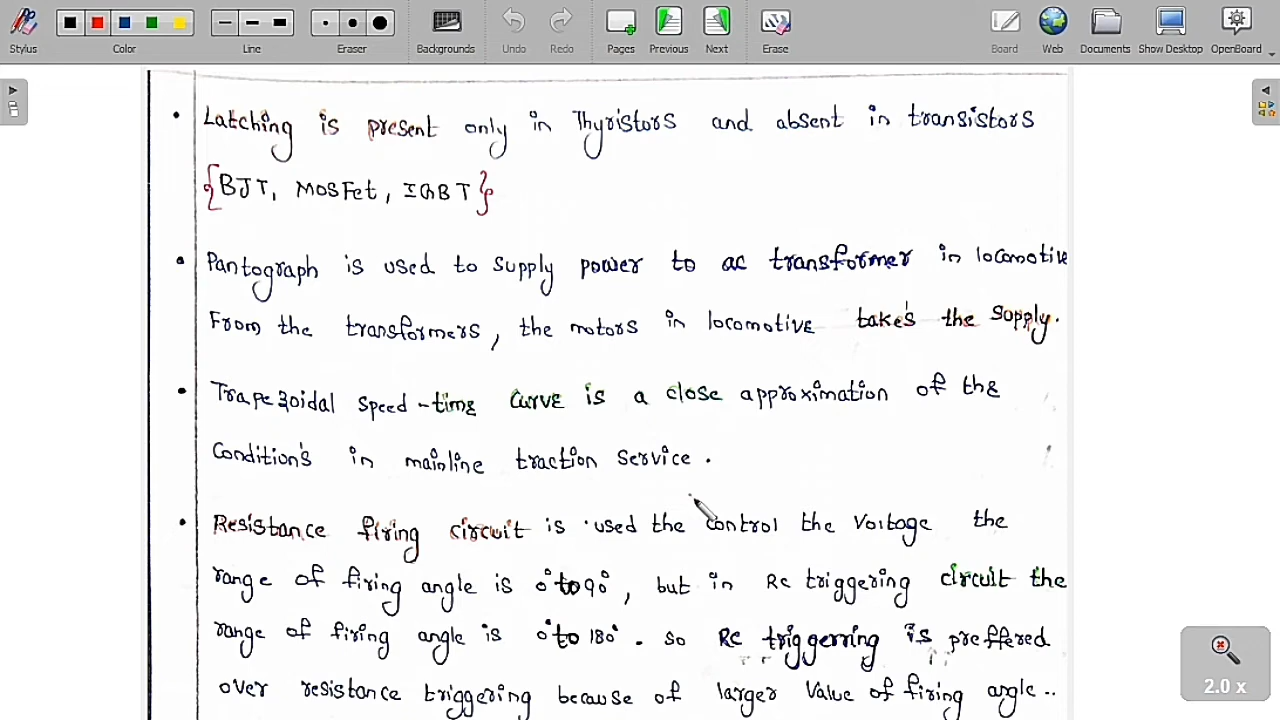 Stylus
Color
Line
Eraser
Backgrounds
Undo
Redo
Pages
Previous
Next
Erase
Board
Web
Documents
Show Desktop
OpenBoard
• Latching is present only in Thyristors and absent in transistors
{BJT, MOSFet, IGBT}
• Pantograph is used to supply power to ac transformer in locomotive
From the transformers, the motors in locomotive take's the supply.
• Trapezoidal speed-time curve is a close approximation of the
Condition's in mainline traction service.
• Resistance firing circuit is used the control the voltage the
range of firing angle is 0° to 90°, but in Rc triggering circuit the
range of firing angle is 0° to 180°. so Rc triggerring is preffered
over resistance triggering because of larger value of firing angle..
2.0 x